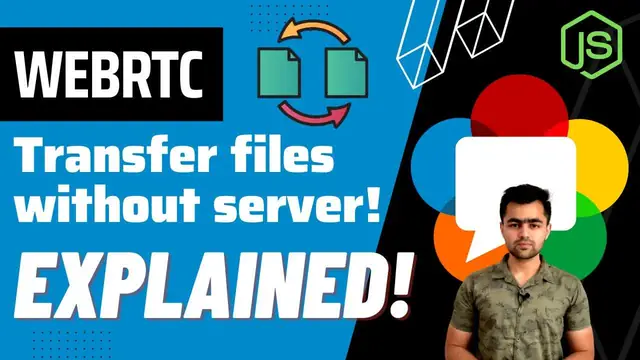 WEBRTC
Transfer files
without server!
EXPLAINED!
JS